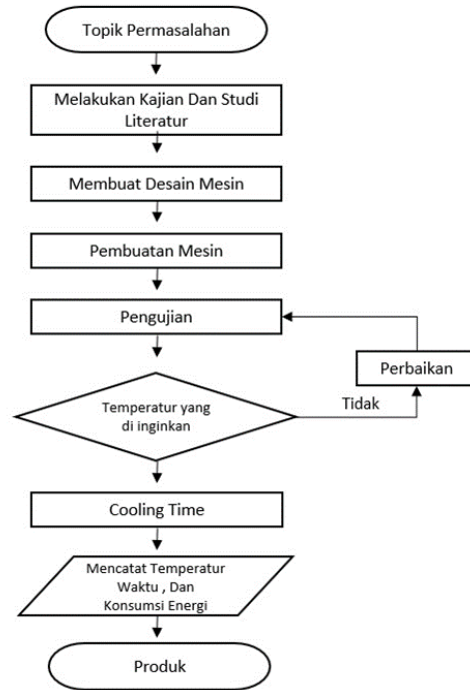 Topik Permasalahan
Melakukan Kajian Dan Studi
Literatur
Membuat Desain Mesin
Pembuatan Mesin
Pengujian
Perbaikan
Temperatur yang
di inginkan
Tidak
Cooling Time
Mencatat Temperatur
Waktu , Dan
Konsumsi Energi
Produk